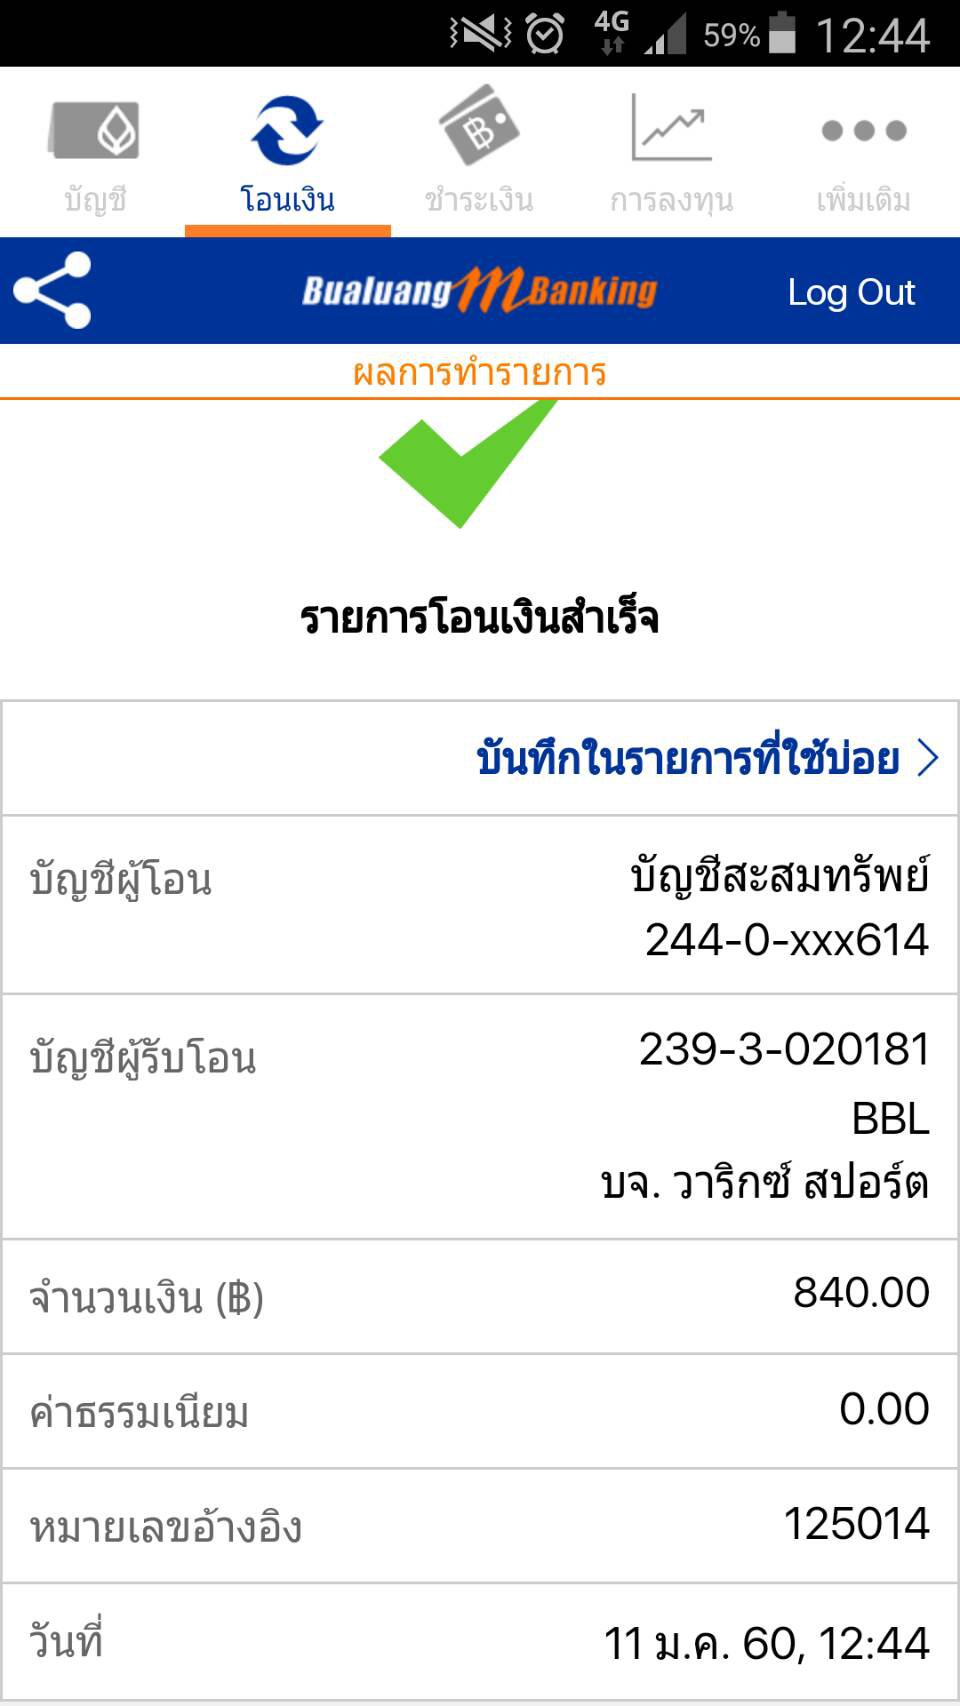 4G 59% 12:44
บัญชี โอนเงิน ชำระเงิน การลงทุน เพิ่มเติม
Bualuang mBanking Log Out
ผลการทำรายการ
รายการโอนเงินสำเร็จ
บันทึกในรายการที่ใช้บ่อย
บัญชีผู้โอน บัญชีสะสมทรัพย์
244-0-xxx614
บัญชีผู้รับโอน 239-3-020181
BBL
บจ. วาริกซ์ สปอร์ต
จำนวนเงิน (฿) 840.00
ค่าธรรมเนียม 0.00
หมายเลขอ้างอิง 125014
วันที่ 11 ม.ค. 60, 12:44